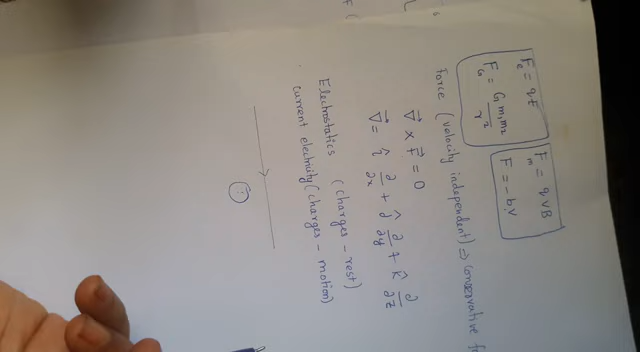 F_e = qE
F_m = qVB
F_G = G m₁m₂ / r²
F = -bV
Force (velocity independent) ⇒ conservative
∇⃗ × F⃗ = 0
∇⃗ = î ∂/∂x + ĵ ∂/∂y + k̂ ∂/∂z
Electrostatics (charges - rest)
current electricity (charges - motion)